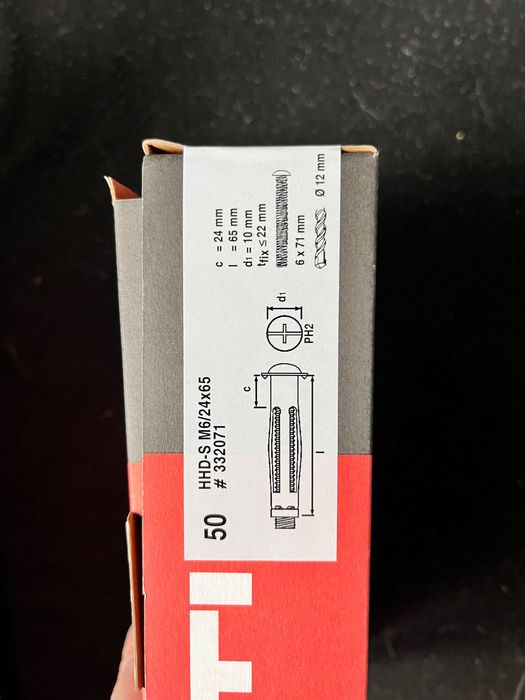 50
HHD-S M6/24x65
# 332071
c
l
d1
PH2
c = 24 mm
l = 65 mm
d1 = 10 mm
tfix ≤ 22 mm
6 x 71 mm
Ø 12 mm
TI